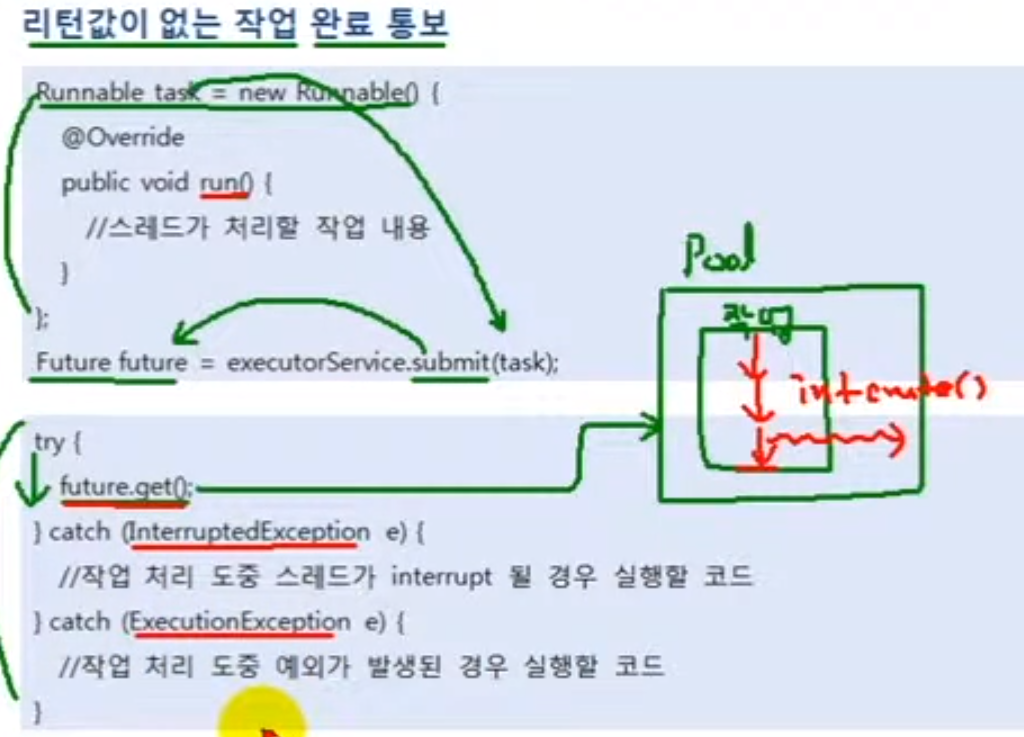 리턴값이 없는 작업 완료 통보
Runnable task = new Runnable() {
@Override
public void run() {
//스레드가 처리할 작업 내용
}
};
Future future = executorService.submit(task);
Pool
작업
try {
future.get();
} catch (InterruptedException e) {
//작업 처리 도중 스레드가 interrupt 될 경우 실행할 코드
} catch (ExecutionException e) {
//작업 처리 도중 예외가 발생된 경우 실행할 코드
}